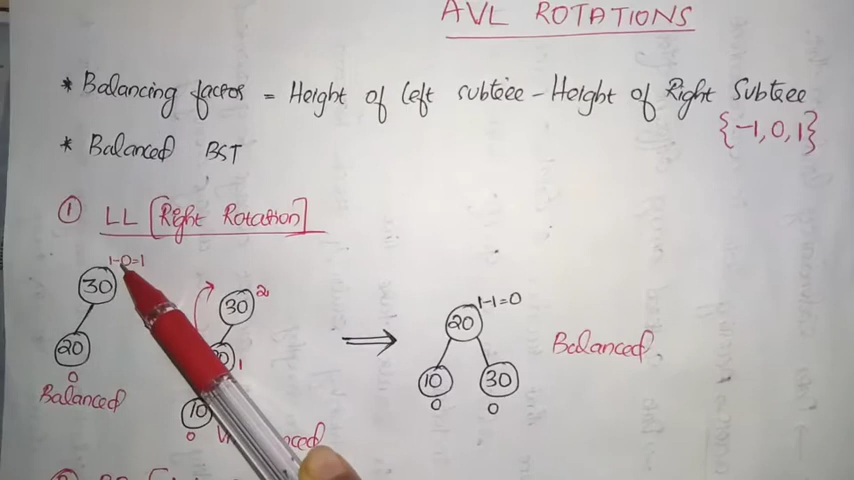 AVL ROTATIONS
* Balancing factor = Height of left subtree - Height of Right Subtree
{-1, 0, 1}
* Balanced BST
① LL [Right Rotation]
1-0=1
30
20
0
Balanced
30 2
1
10
0
⇒
20 1-1=0
10 30
0 0
Balanced